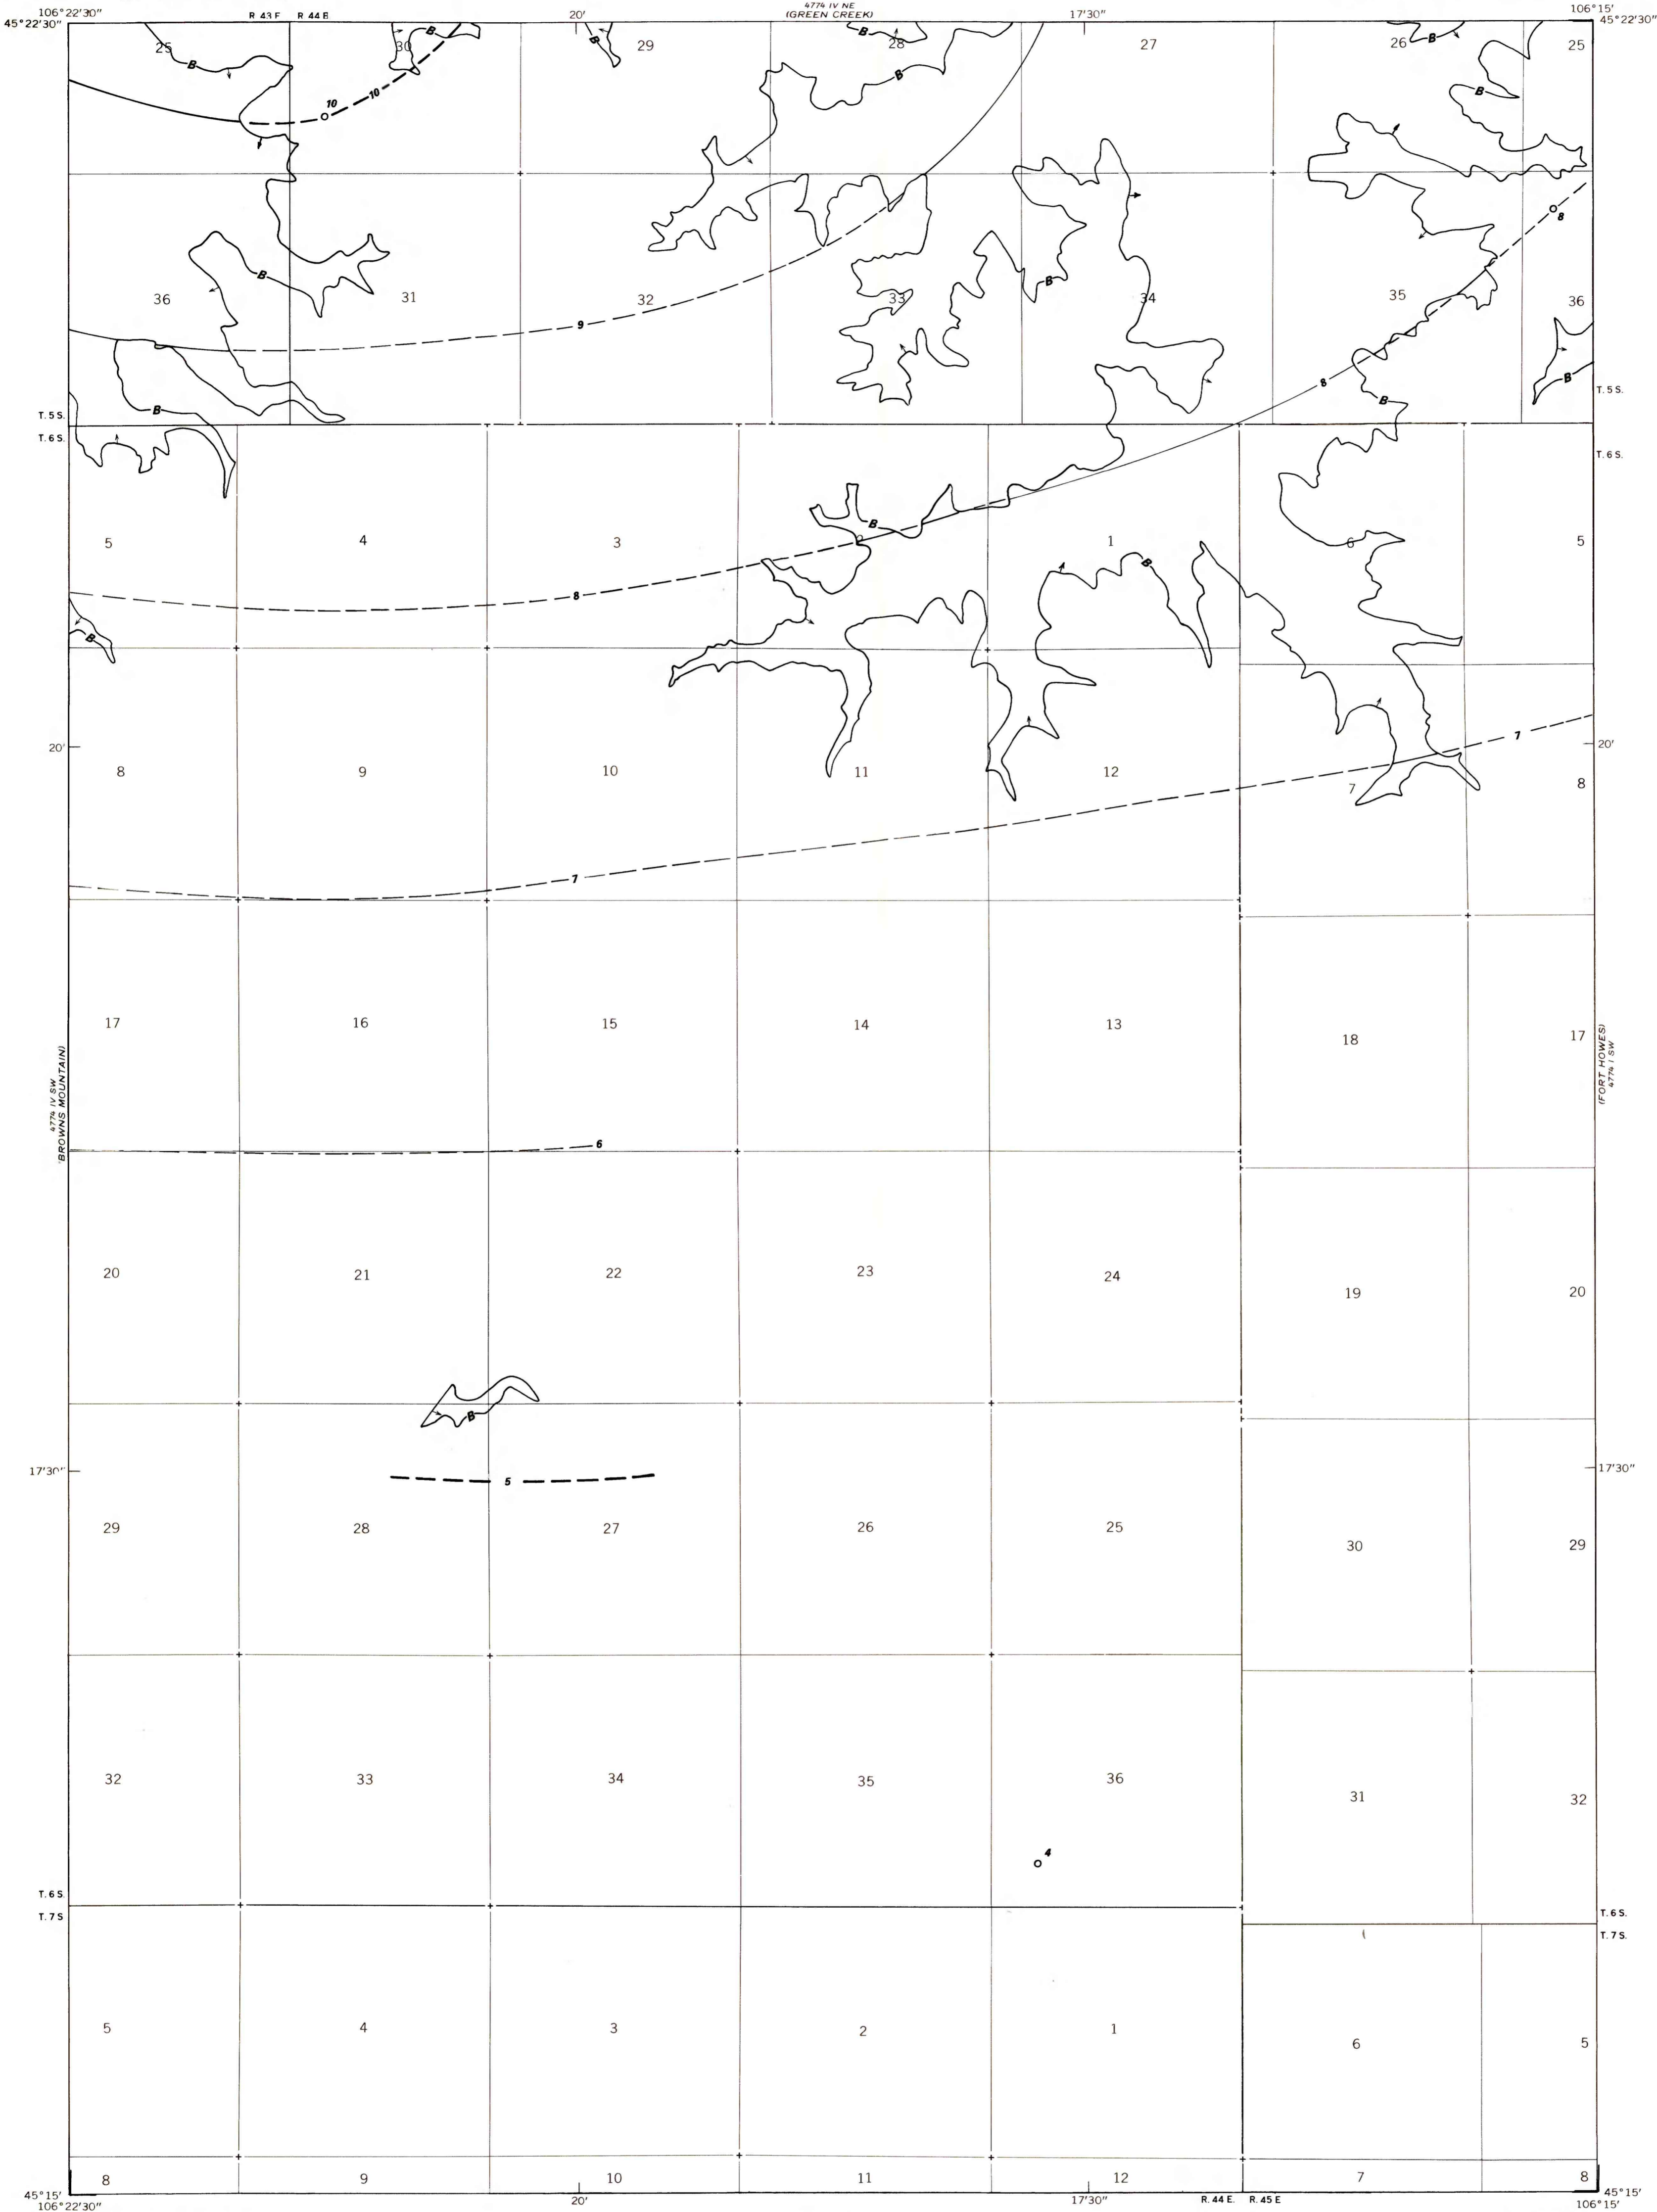 4774 IV NE
106°22'30" R 43 E R 44 E 20' (GREEN CREEK) 17'30" 106°15'
45°22'30" 45°22'30"
25 B 30 B B 29 B 28 27 26 B 25
B B
10 10
8
B B
36 31 32 33 34 35 36
9
8 B
T. 5 S. B B T. 5 S.
T. 6 S. T. 6 S.
B
5 4 3 2 1 6 5
B
8
B
7
20' 20'
8 9 10 11 12 7 8
7
17 16 15 14 13 18 17
4774 IV SW
BROWNS MOUNTAIN)
(FORT HOWES)
4774 I SW
6
20 21 22 23 24 19 20
B
17'30" 17'30"
5
29 28 27 26 25 30 29
32 33 34 35 36 31 32
4
T. 6 S. T. 6 S.
T. 7 S T. 7 S.
5 4 3 2 1 6 5
8 9 10 11 12 7 8
45°15' 45°15'
106°22'30" 20' 17'30" R. 44 E. R. 45 E 106°15'